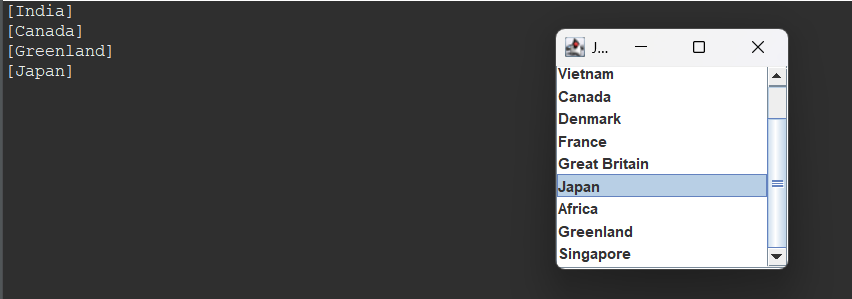 [India]
[Canada]
[Greenland]
[Japan]
J...
Vietnam
Canada
Denmark
France
Great Britain
Japan
Africa
Greenland
Singapore